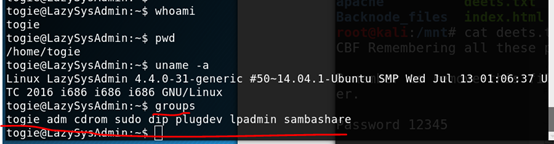 togie@LazySysAdmin:~$ whoami
togie
togie@LazySysAdmin:~$ pwd
/home/togie
togie@LazySysAdmin:~$ uname -a
Linux LazySysAdmin 4.4.0-31-generic #50~14.04.1-Ubuntu SMP Wed Jul 13 01:06:37 U
TC 2016 i686 i686 i686 GNU/Linux
togie@LazySysAdmin:~$ groups
togie adm cdrom sudo dip plugdev lpadmin sambashare
togie@LazySysAdmin:~$
apache deets.txt
Backnode_files index.html
root@kali:/mnt# cat deets.
CBF Remembering all these p
er.
assword 12345